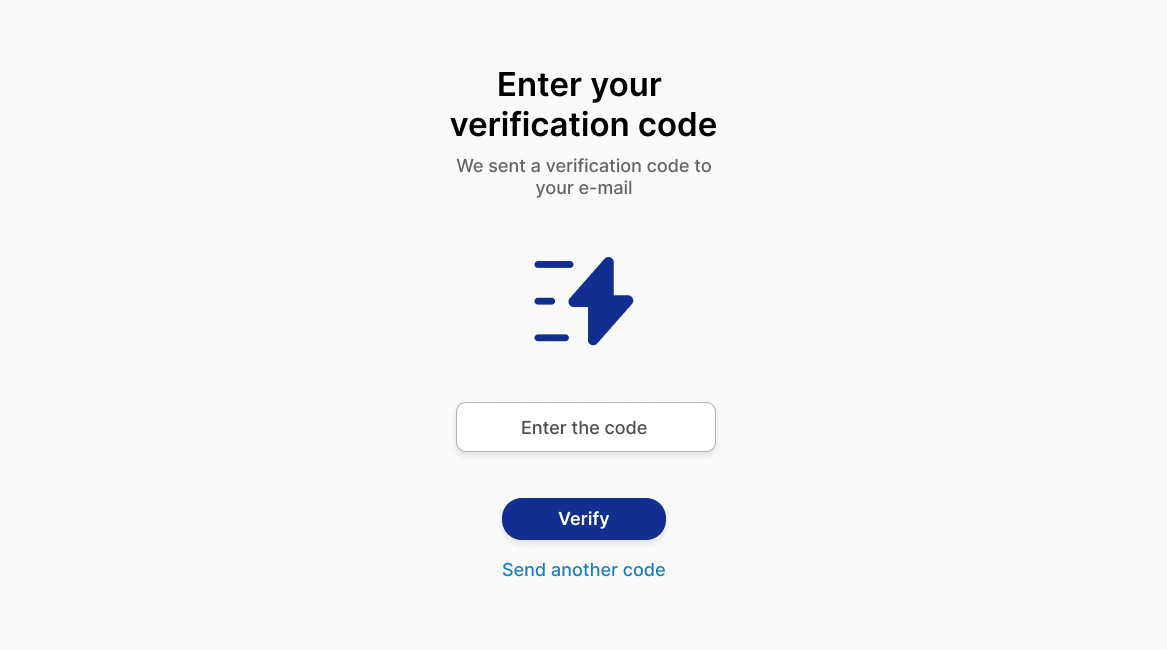 Enter your
verification code
We sent a verification code to
your e-mail
Enter the code
Verify
Send another code